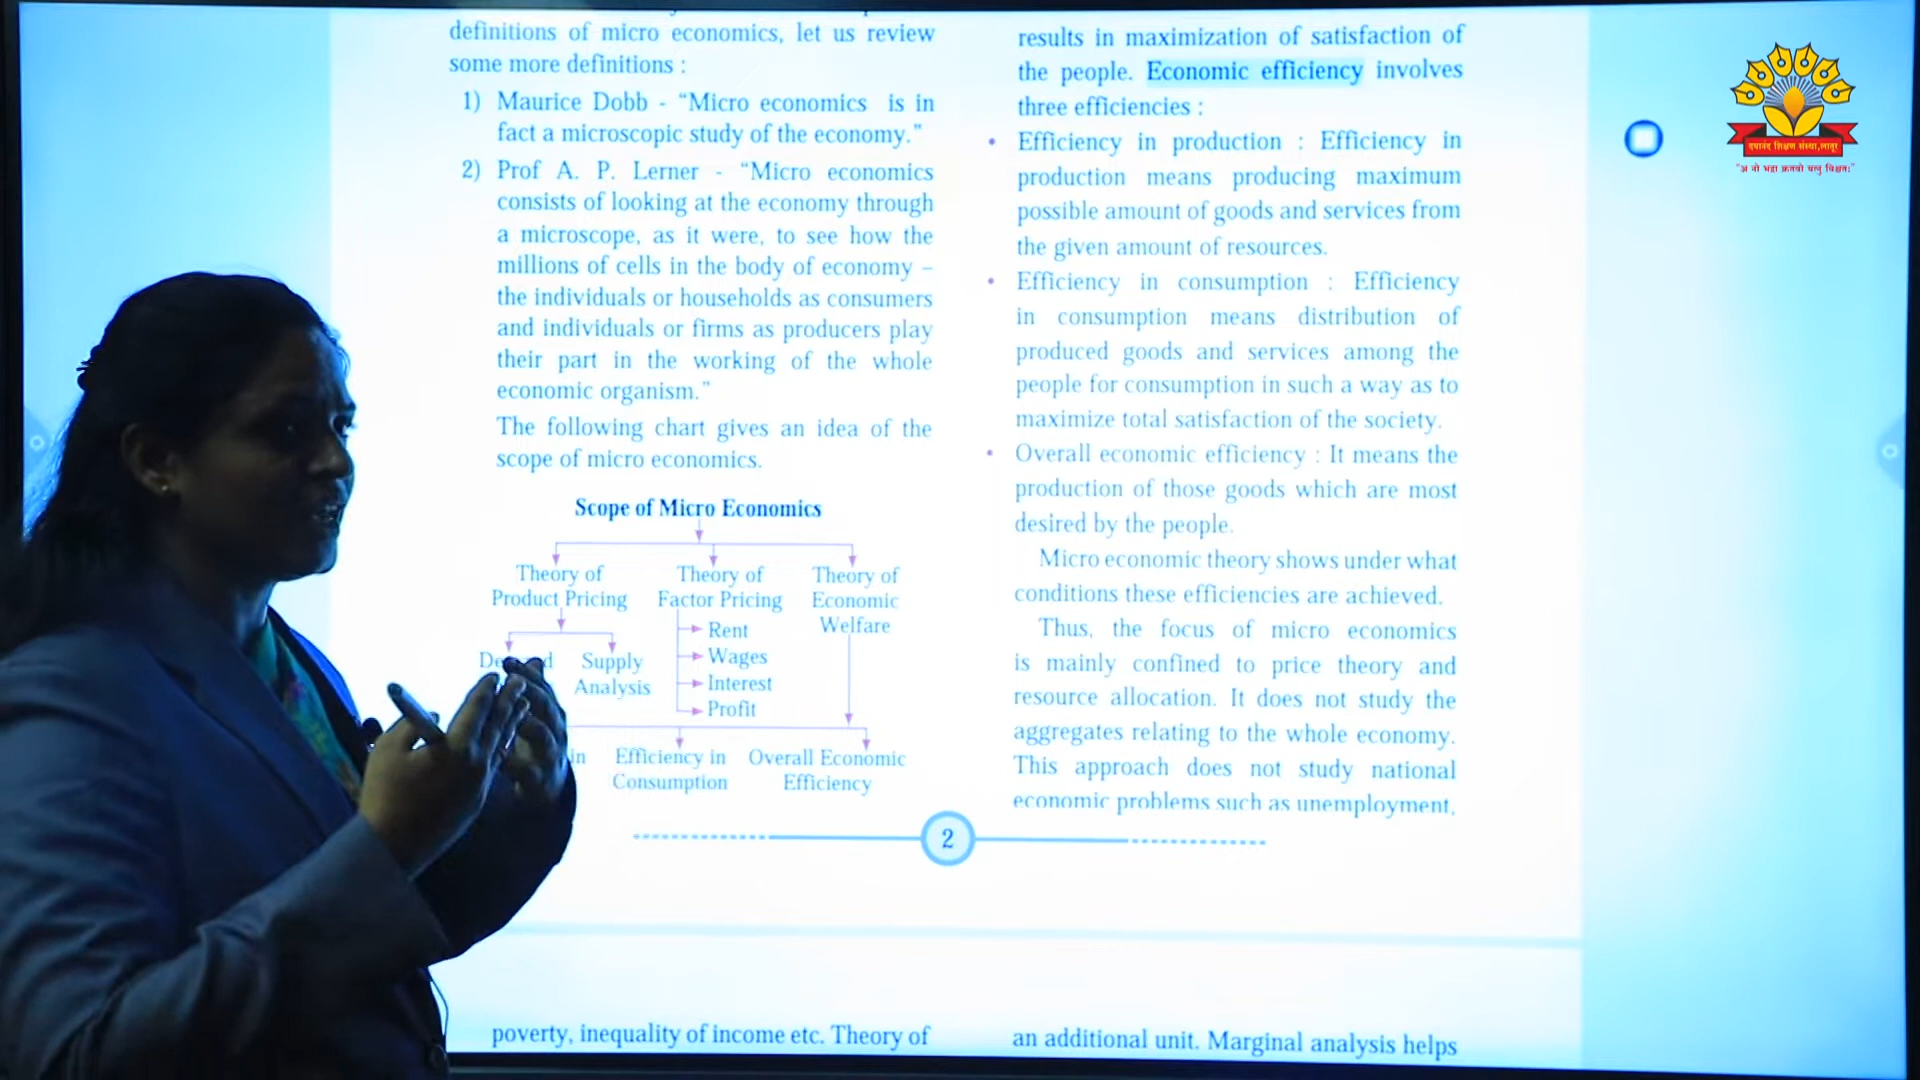 definitions of micro economics, let us review
some more definitions :
1) Maurice Dobb - “Micro economics is in
fact a microscopic study of the economy.”
2) Prof A. P. Lerner - “Micro economics
consists of looking at the economy through
a microscope, as it were, to see how the
millions of cells in the body of economy –
the individuals or households as consumers
and individuals or firms as producers play
their part in the working of the whole
economic organism.”
The following chart gives an idea of the
scope of micro economics.
Scope of Micro Economics
Theory of
Product Pricing
Theory of
Factor Pricing
Theory of
Economic
Welfare
Supply
Analysis
Rent
Wages
Interest
Profit
in
Efficiency in
Consumption
Overall Economic
Efficiency
results in maximization of satisfaction of
the people. Economic efficiency involves
three efficiencies :
• Efficiency in production : Efficiency in
production means producing maximum
possible amount of goods and services from
the given amount of resources.
• Efficiency in consumption : Efficiency
in consumption means distribution of
produced goods and services among the
people for consumption in such a way as to
maximize total satisfaction of the society.
• Overall economic efficiency : It means the
production of those goods which are most
desired by the people.
Micro economic theory shows under what
conditions these efficiencies are achieved.
Thus, the focus of micro economics
is mainly confined to price theory and
resource allocation. It does not study the
aggregates relating to the whole economy.
This approach does not study national
economic problems such as unemployment,
2
poverty, inequality of income etc. Theory of
an additional unit. Marginal analysis helps
दयानंद शिक्षण संस्था,लातूर
"आ नो भद्रा क्रतवो यन्तु विश्वतः"